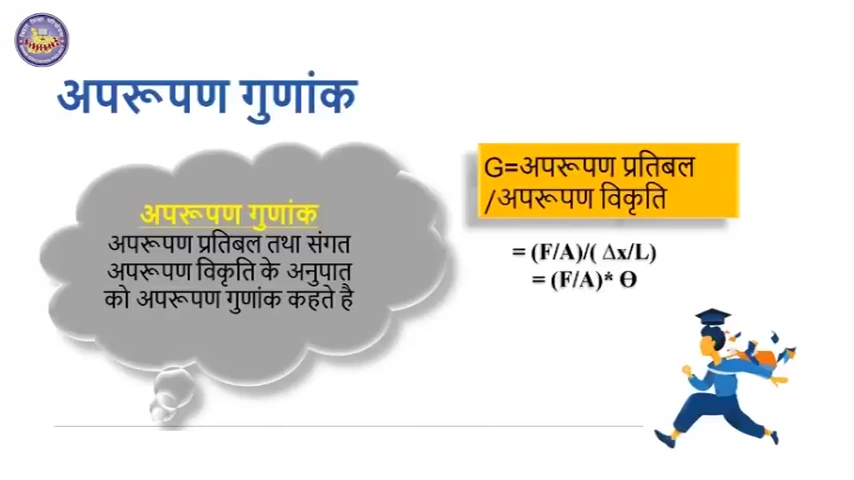 अपरूपण गुणांक
अपरूपण गुणांक
अपरूपण प्रतिबल तथा संगत
अपरूपण विकृति के अनुपात
को अपरूपण गुणांक कहते है
G=अपरूपण प्रतिबल
/अपरूपण विकृति
= (F/A)/( Δx/L)
= (F/A)* Θ